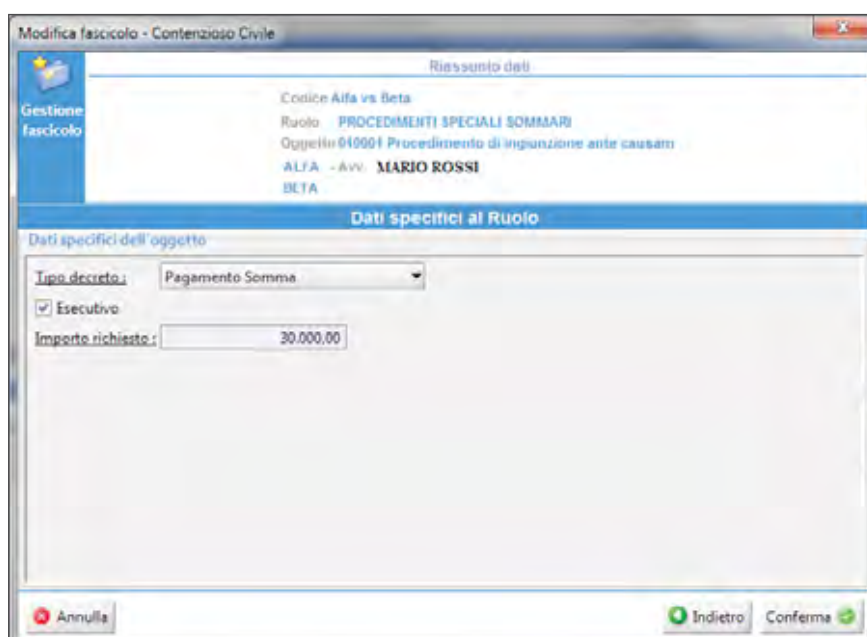 Modifica fascicolo - Contenzioso Civile
Riassunto dati
Gestione
fascicolo
Codice Alfa vs Beta
Ruolo PROCEDIMENTI SPECIALI SOMMARI
Oggetto 010001 Procedimento di ingiunzione ante causam
ALFA - Avv. MARIO ROSSI
BETA
Dati specifici al Ruolo
Dati specifici dell'oggetto
Tipo decreto : Pagamento Somma
Esecutivo
Importo richiesto : 30.000,00
Annulla Indietro Conferma